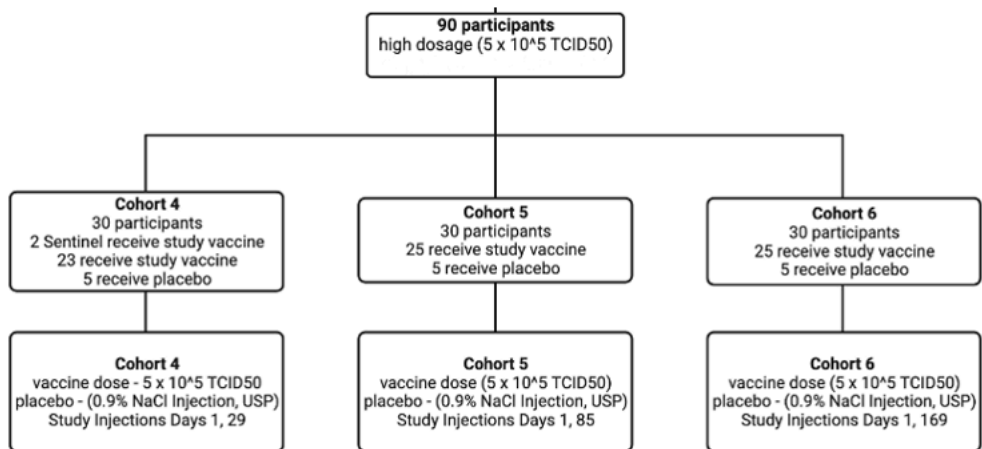 90 participants
high dosage (5 x 10^5 TCID50)
Cohort 4
30 participants
2 Sentinel receive study vaccine
23 receive study vaccine
5 receive placebo
Cohort 5
30 participants
25 receive study vaccine
5 receive placebo
Cohort 6
30 participants
25 receive study vaccine
5 receive placebo
Cohort 4
vaccine dose - 5 x 10^5 TCID50
placebo - (0.9% NaCl Injection, USP)
Study Injections Days 1, 29
Cohort 5
vaccine dose (5 x 10^5 TCID50)
placebo - (0.9% NaCl Injection, USP)
Study Injections Days 1, 85
Cohort 6
vaccine dose (5 x 10^5 TCID50)
placebo - (0.9% NaCl Injection, USP)
Study Injections Days 1, 169